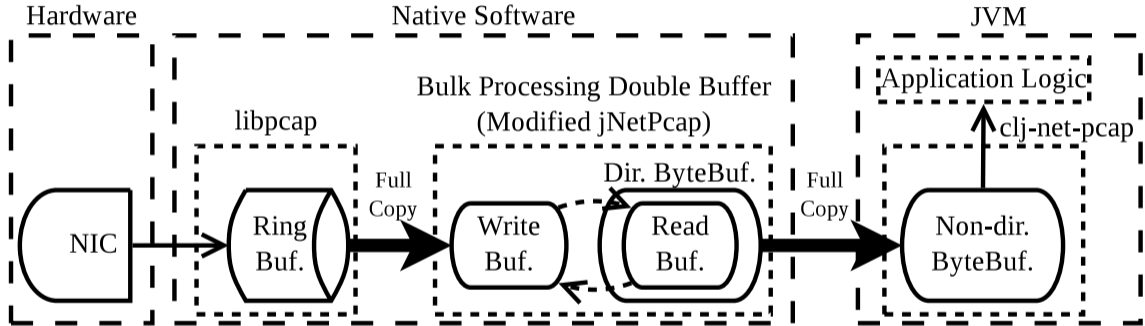 Hardware
Native Software
JVM
Application Logic
Bulk Processing Double Buffer
(Modified jNetPcap)
libpcap
clj-net-pcap
Dir. ByteBuf.
Full
Copy
Full
Copy
NIC
Ring
Buf.
Write
Buf.
Read
Buf.
Non-dir.
ByteBuf.